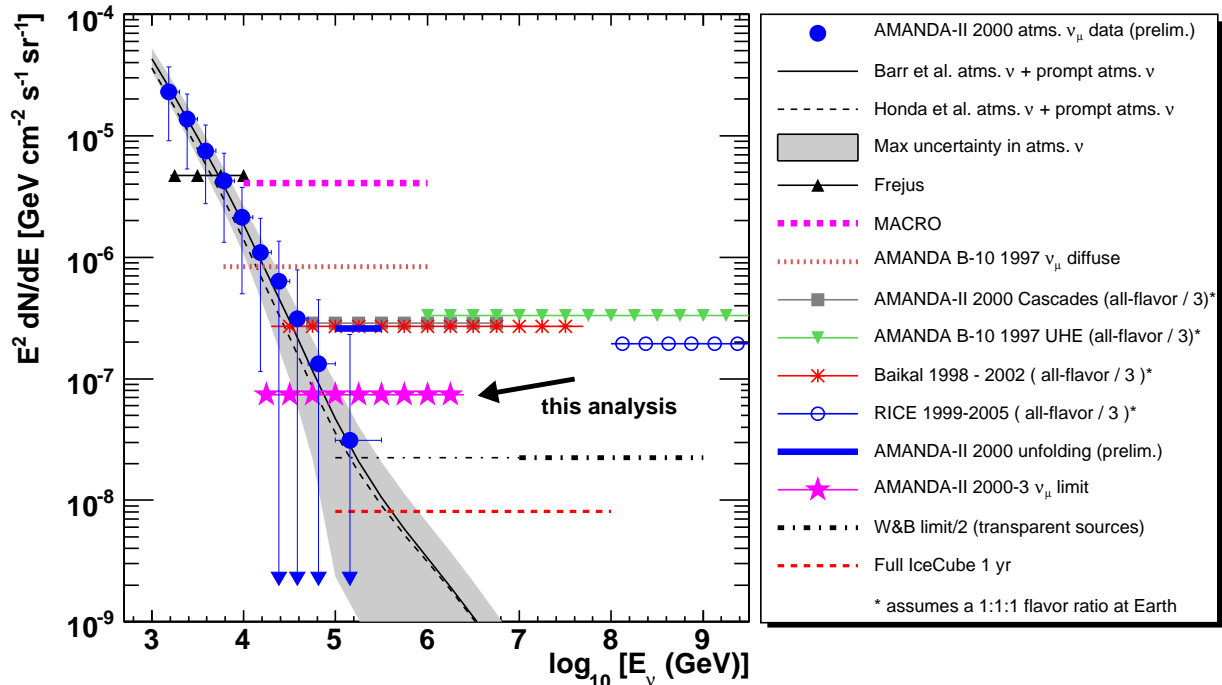 E² dN/dE [GeV cm⁻² s⁻¹ sr⁻¹]
10⁻⁴
10⁻⁵
10⁻⁶
10⁻⁷
10⁻⁸
10⁻⁹
this analysis
3 4 5 6 7 8 9
log₁₀ [E_ν (GeV)]
AMANDA-II 2000 atms. ν_μ data (prelim.)
Barr et al. atms. ν + prompt atms. ν
Honda et al. atms. ν + prompt atms. ν
Max uncertainty in atms. ν
Frejus
MACRO
AMANDA B-10 1997 ν_μ diffuse
AMANDA-II 2000 Cascades (all-flavor / 3)*
AMANDA B-10 1997 UHE (all-flavor / 3)*
Baikal 1998 - 2002 ( all-flavor / 3 )*
RICE 1999-2005 ( all-flavor / 3 )*
AMANDA-II 2000 unfolding (prelim.)
AMANDA-II 2000-3 ν_μ limit
W&B limit/2 (transparent sources)
Full IceCube 1 yr
* assumes a 1:1:1 flavor ratio at Earth